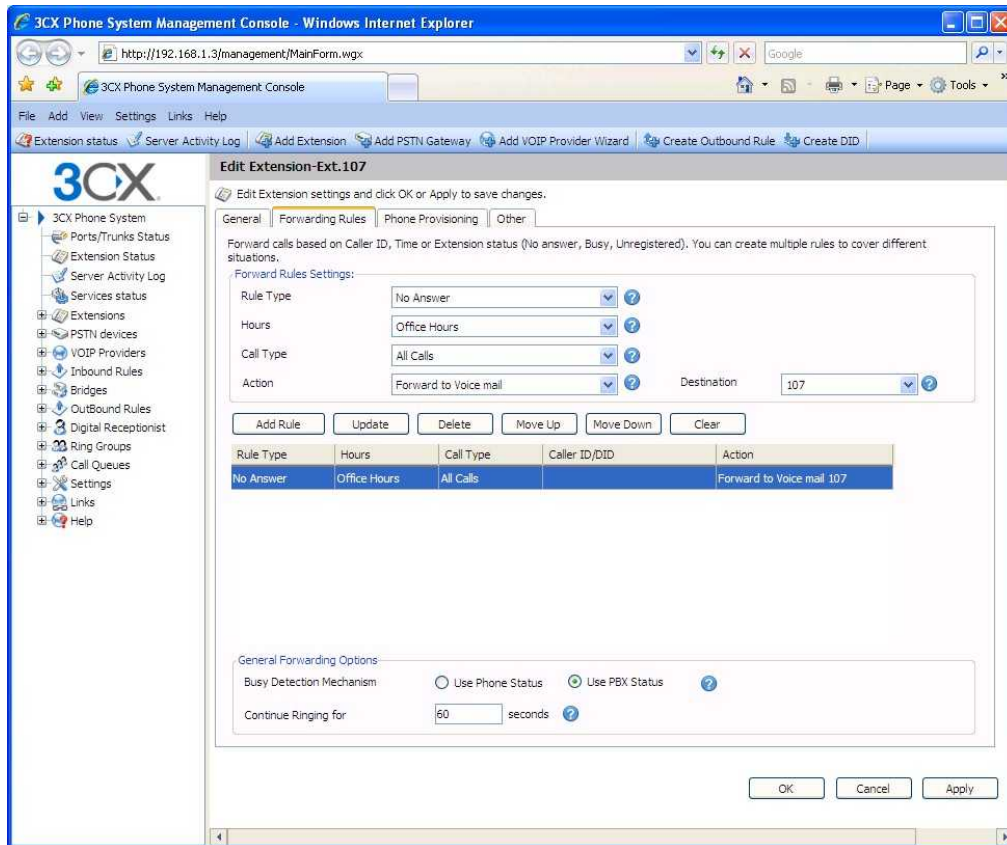 3CX Phone System Management Console - Windows Internet Explorer
http://192.168.1.3/management/MainForm.wgx
Google
3CX Phone System Management Console
Page
Tools
File Add View Settings Links Help
Extension status Server Activity Log Add Extension Add PSTN Gateway Add VOIP Provider Wizard Create Outbound Rule Create DID
3CX
3CX Phone System
Ports/Trunks Status
Extension Status
Server Activity Log
Services status
Extensions
PSTN devices
VOIP Providers
Inbound Rules
Bridges
OutBound Rules
Digital Receptionist
Ring Groups
Call Queues
Settings
Links
Help
Edit Extension-Ext.107
Edit Extension settings and click OK or Apply to save changes.
General Forwarding Rules Phone Provisioning Other
Forward calls based on Caller ID, Time or Extension status (No answer, Busy, Unregistered). You can create multiple rules to cover different
situations.
Forward Rules Settings:
Rule Type No Answer
Hours Office Hours
Call Type All Calls
Action Forward to Voice mail Destination 107
Add Rule Update Delete Move Up Move Down Clear
Rule Type Hours Call Type Caller ID/DID Action
No Answer Office Hours All Calls Forward to Voice mail 107
General Forwarding Options
Busy Detection Mechanism Use Phone Status Use PBX Status
Continue Ringing for 60 seconds
OK Cancel Apply